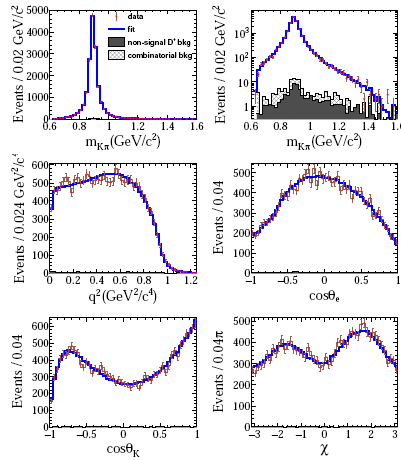 Events / 0.02 GeV/c²
5000
4000
3000
2000
1000
0
data
fit
non-signal D⁺ bkg
combinatorial bkg
0.6 0.8 1 1.2 1.4 1.6
m_Kπ(GeV/c²)
Events / 0.02 GeV/c²
10³
10²
10
1
0.6 0.8 1 1.2 1.4 1.6
m_Kπ(GeV/c²)
Events / 0.024 GeV²/c⁴
600
500
400
300
200
100
0
0 0.2 0.4 0.6 0.8 1 1.2
q²(GeV²/c⁴)
Events / 0.04
500
400
300
200
100
0
−1 −0.5 0 0.5 1
cosθ_e
Events / 0.04
600
500
400
300
200
100
0
−1 −0.5 0 0.5 1
cosθ_K
Events / 0.04π
500
400
300
200
100
0
−3 −2 −1 0 1 2 3
χ